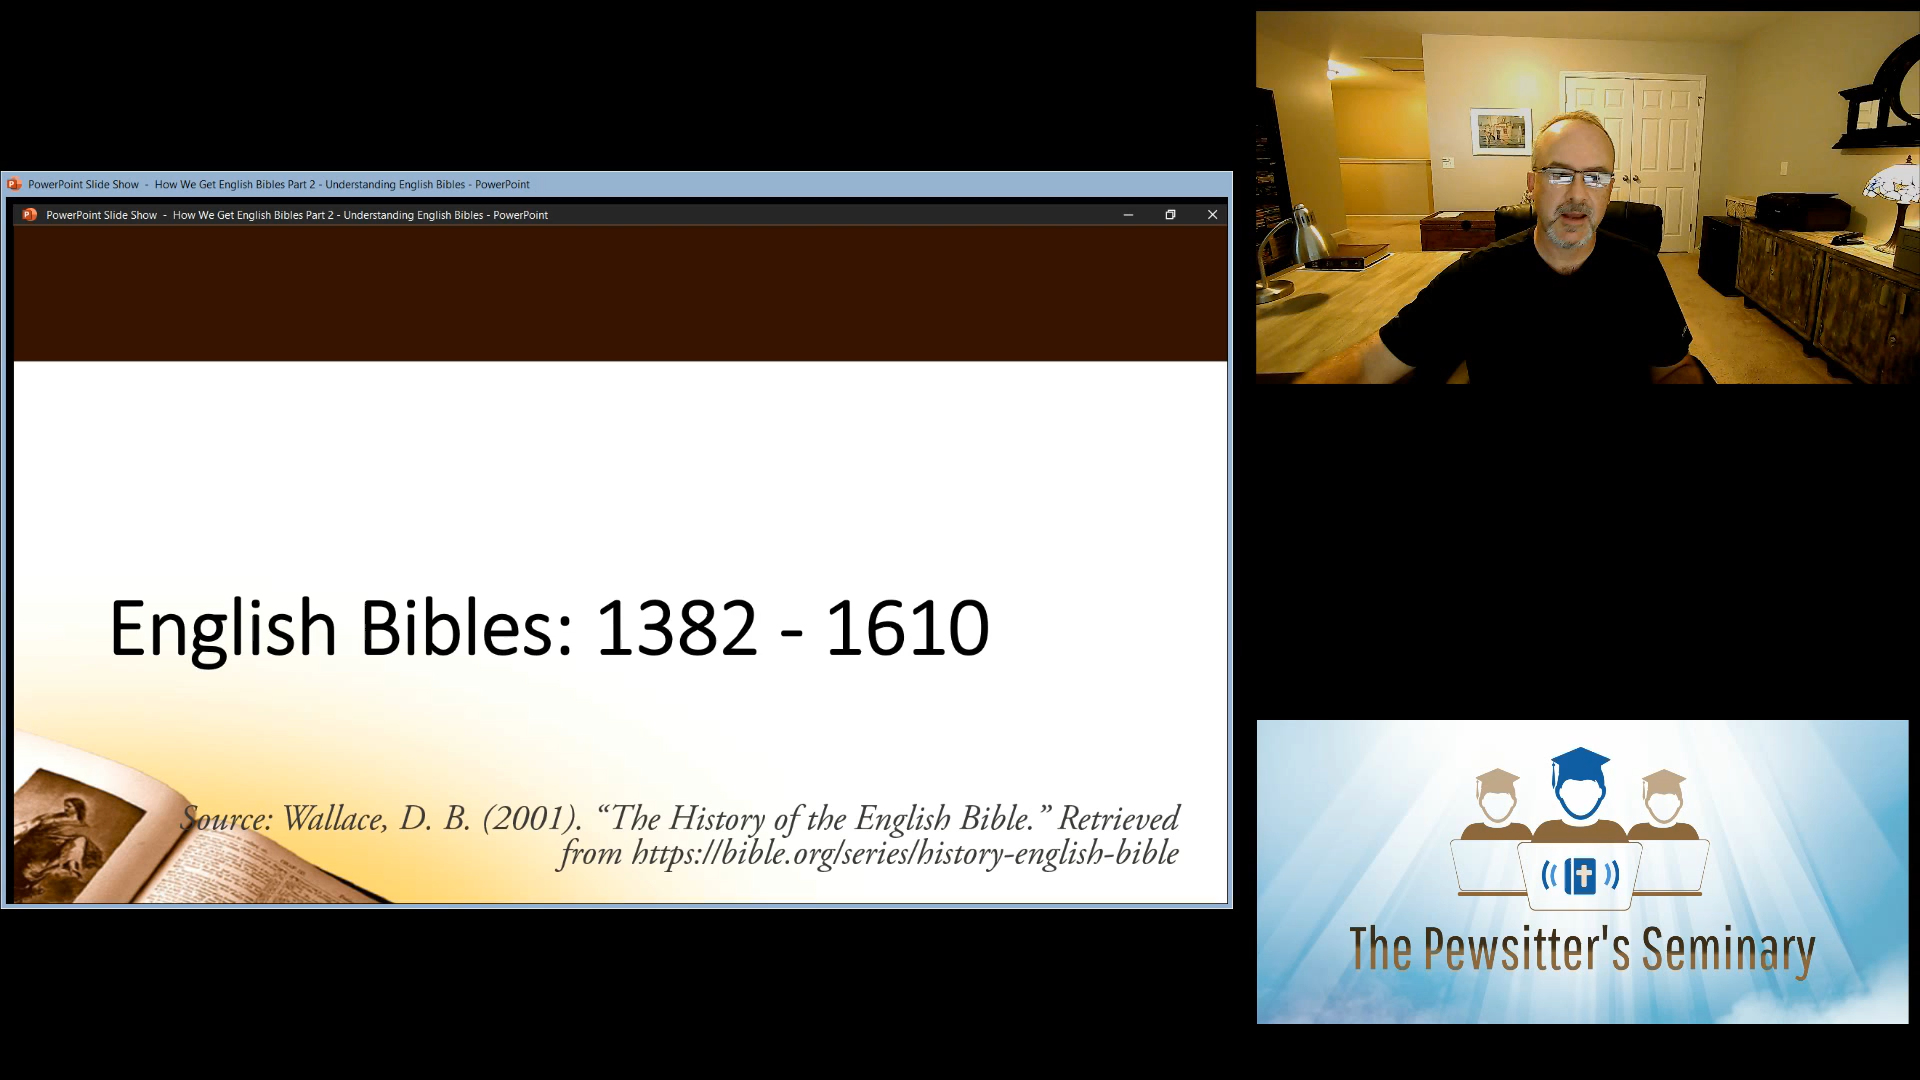 PowerPoint Slide Show - How We Get English Bibles Part 2 - Understanding English Bibles - PowerPoint
PowerPoint Slide Show - How We Get English Bibles Part 2 - Understanding English Bibles - PowerPoint
English Bibles: 1382 - 1610
Source: Wallace, D. B. (2001). “The History of the English Bible.” Retrieved
from https://bible.org/series/history-english-bible
The Pewsitter's Seminary